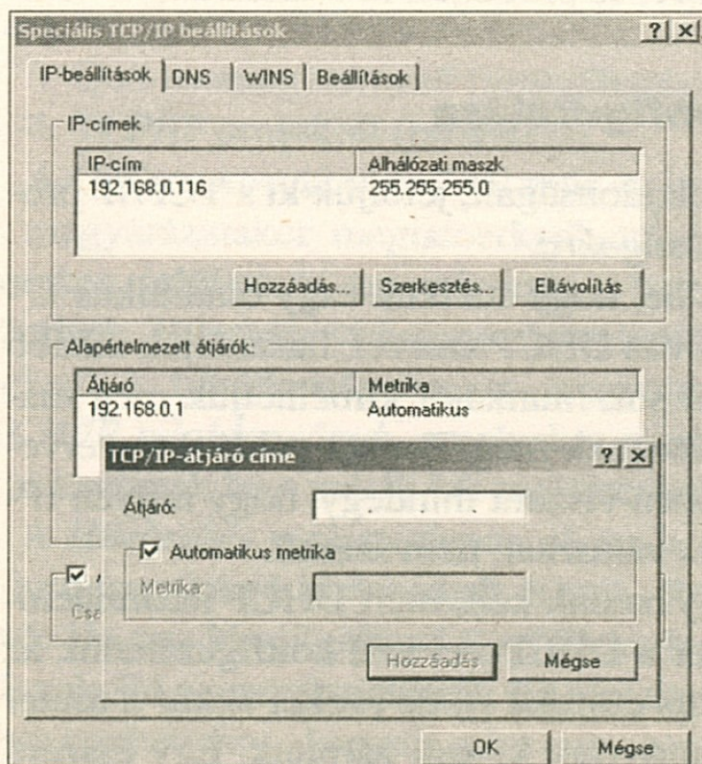 Speciális TCP/IP beállítások
IP-beállítások DNS WINS Beállítások
IP-címek
IP-cím Alhálózati maszk
192.168.0.116 255.255.255.0
Hozzáadás... Szerkesztés... Eltávolítás
Alapértelmezett átjárók:
Átjáró Metrika
192.168.0.1 Automatikus
TCP/IP-átjáró címe
Átjáró:
Automatikus metrika
Metrika:
Hozzáadás Mégse
OK Mégse